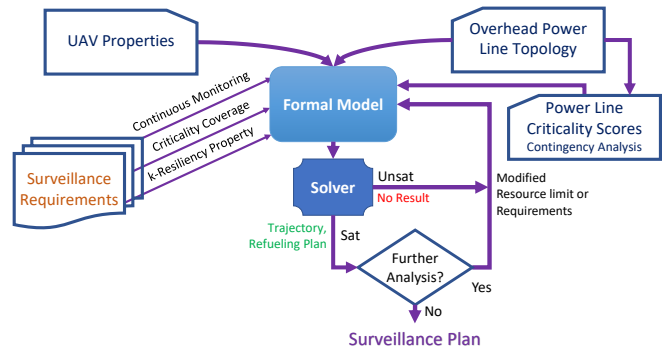 UAV Properties
Overhead Power
Line Topology
Continuous Monitoring
Criticality Coverage
k-Resiliency Property
Formal Model
Power Line
Criticality Scores
Contingency Analysis
Surveillance
Requirements
Solver
Unsat
No Result
Modified
Resource limit or
Requirements
Trajectory,
Refueling Plan
Sat
Further
Analysis?
Yes
No
Surveillance Plan